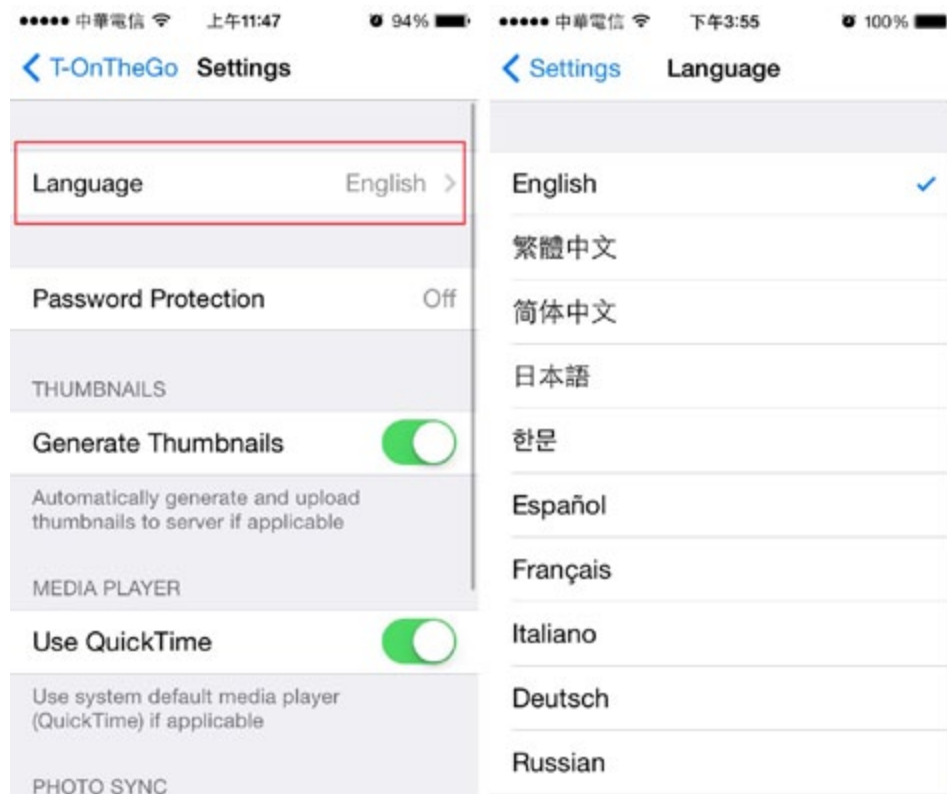 中華電信 上午11:47 94%
T-OnTheGo Settings
Language English
Password Protection Off
THUMBNAILS
Generate Thumbnails
Automatically generate and upload
thumbnails to server if applicable
MEDIA PLAYER
Use QuickTime
Use system default media player
(QuickTime) if applicable
PHOTO SYNC
中華電信 下午3:55 100%
Settings Language
English
繁體中文
简体中文
日本語
한문
Español
Français
Italiano
Deutsch
Russian